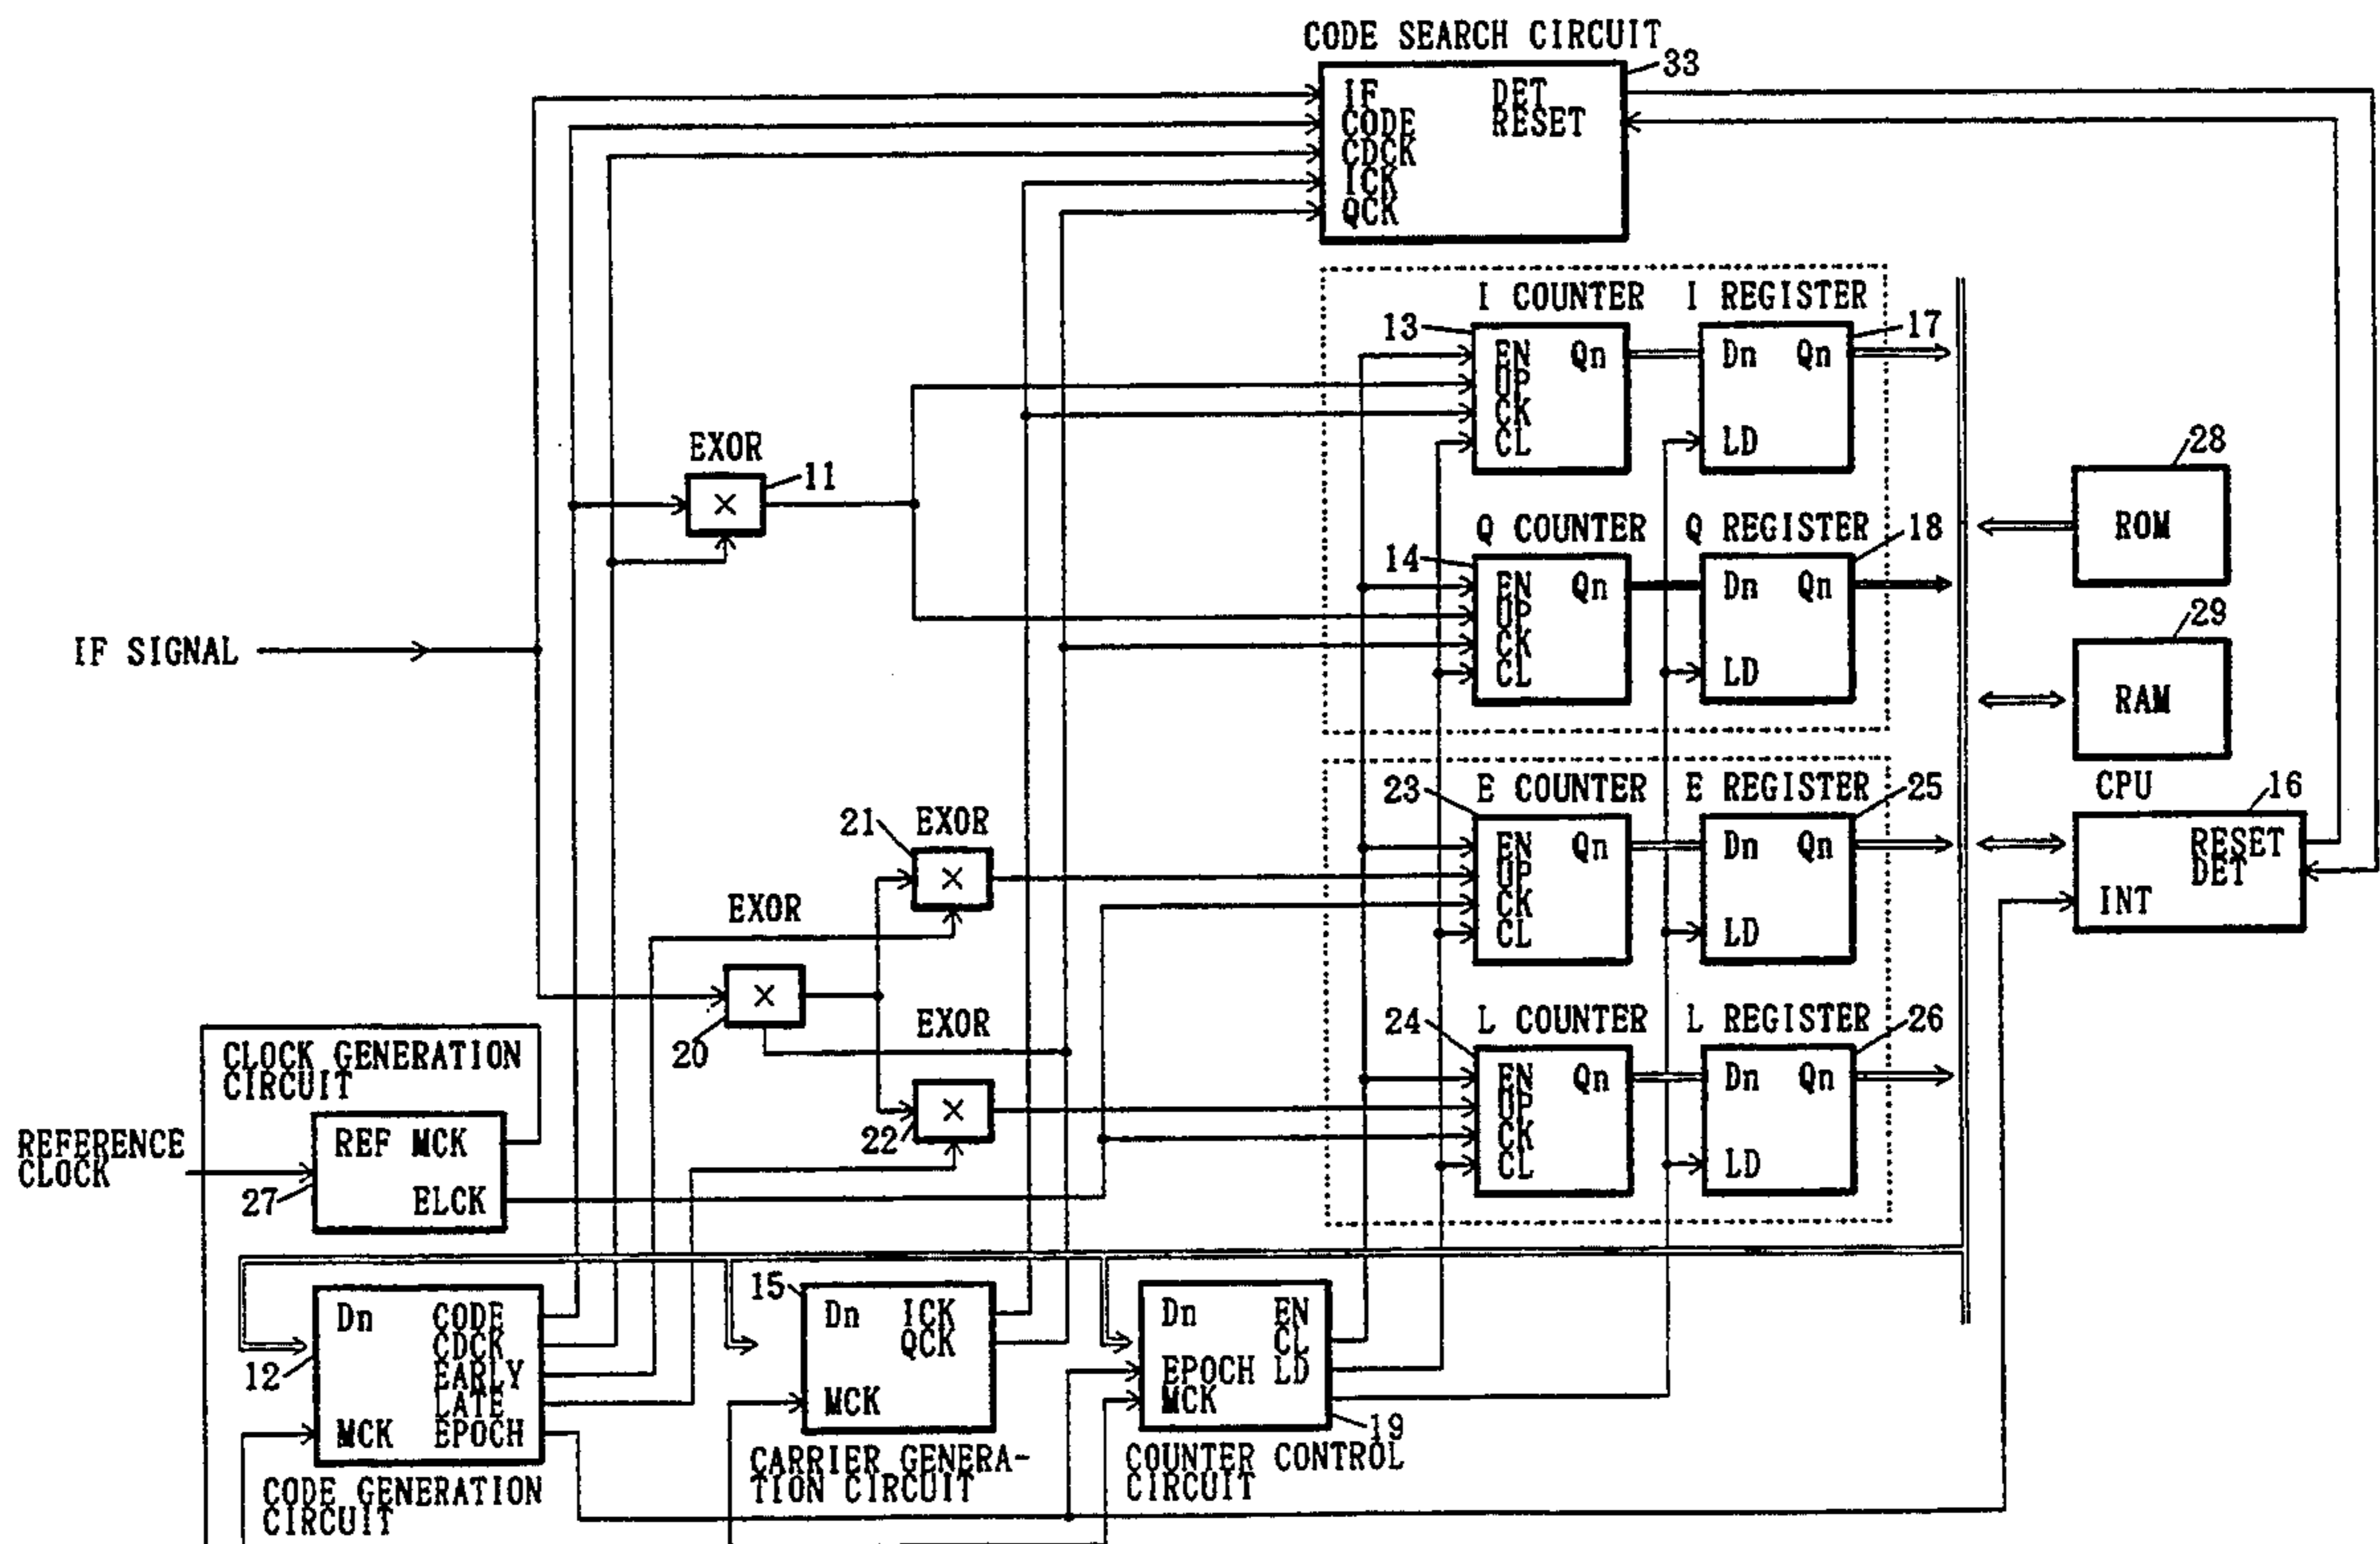 CODE SEARCH CIRCUIT
33
IF DET
CODE RESET
CDCK
ICK
QCK
I COUNTER I REGISTER
13 17
EN Qn Dn Qn
UP
CK
CL LD
EXOR
11
×
28
ROM
Q COUNTER Q REGISTER
14 18
EN Qn Dn Qn
UP
CK
CL LD
29
RAM
IF SIGNAL
E COUNTER E REGISTER
23 25
EN Qn Dn Qn
UP
CK
CL LD
CPU
16
RESET
DET
INT
21 EXOR
×
EXOR
×
20
EXOR
×
22
L COUNTER L REGISTER
24 26
EN Qn Dn Qn
UP
CK
CL LD
CLOCK GENERATION
CIRCUIT
REFERENCE
CLOCK
REF MCK
ELCK
27
Dn CODE
CDCK
EARLY
LATE
MCK EPOCH
12
CODE GENERATION
CIRCUIT
15
Dn ICK
QCK
MCK
CARRIER GENERA-
TION CIRCUIT
Dn EN
CL
EPOCH LD
MCK
19
COUNTER CONTROL
CIRCUIT